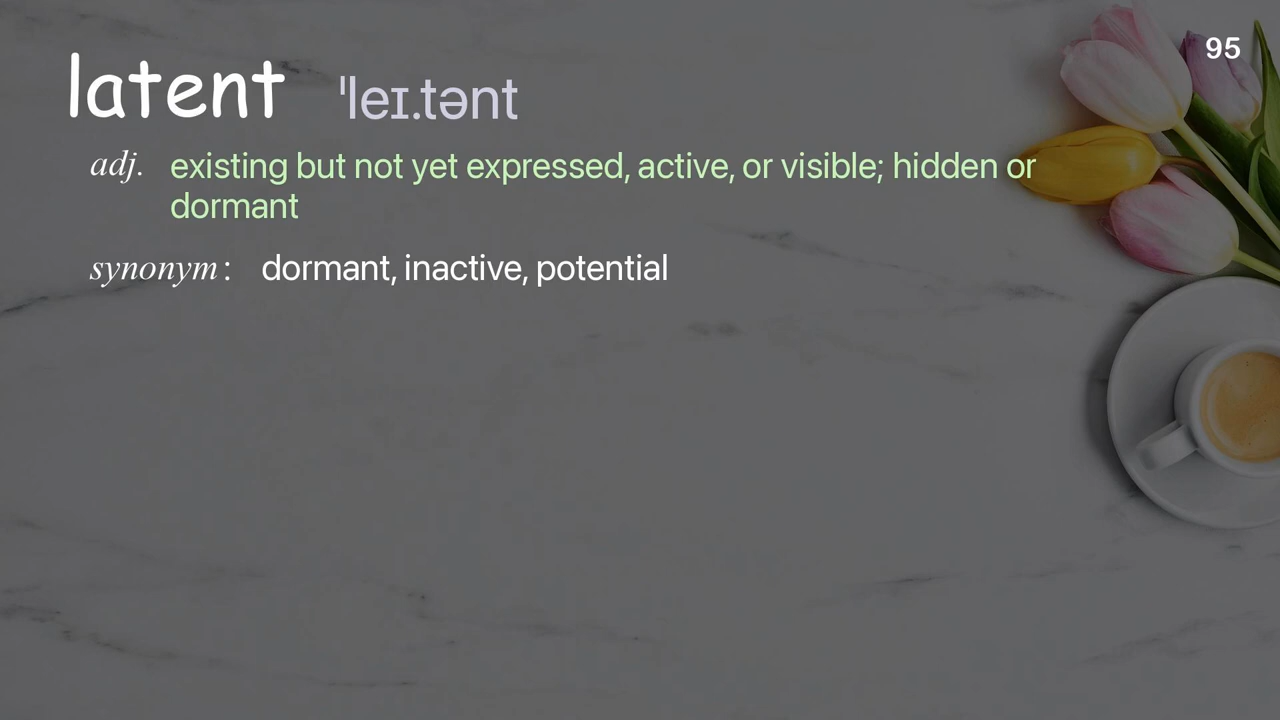 95
latent ˈleɪ.tənt
adj. existing but not yet expressed, active, or visible; hidden or
dormant
synonym: dormant, inactive, potential